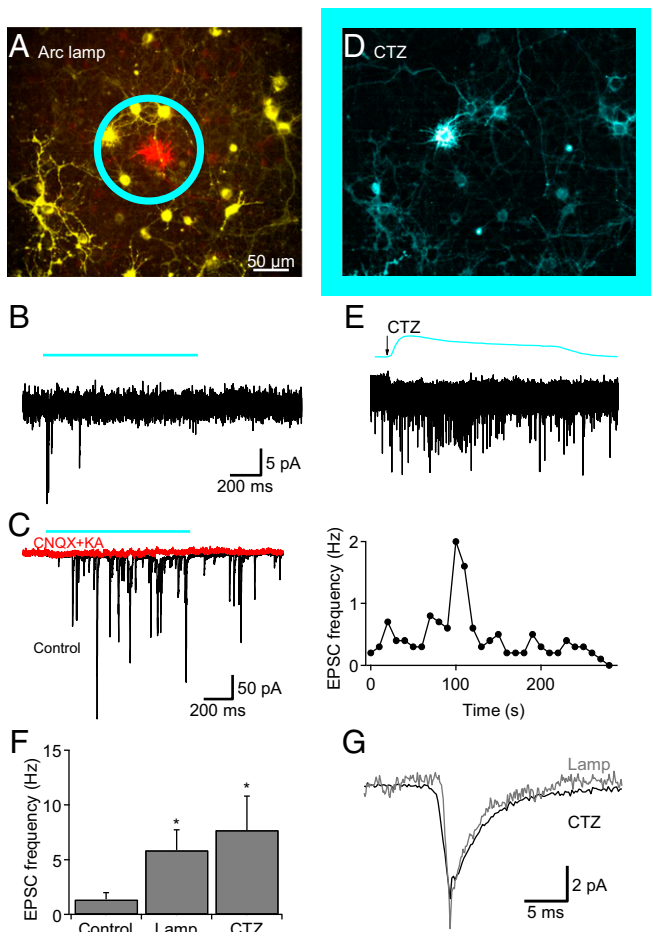 A Arc lamp
50 µm
D CTZ
B
5 pA
200 ms
E
CTZ
C
CNQX+KA
Control
50 pA
200 ms
EPSC frequency (Hz)
2
1
0
0 100 200
Time (s)
F
EPSC frequency (Hz)
15
10
5
0
* *
Control Lamp CTZ
G
Lamp
CTZ
2 pA
5 ms